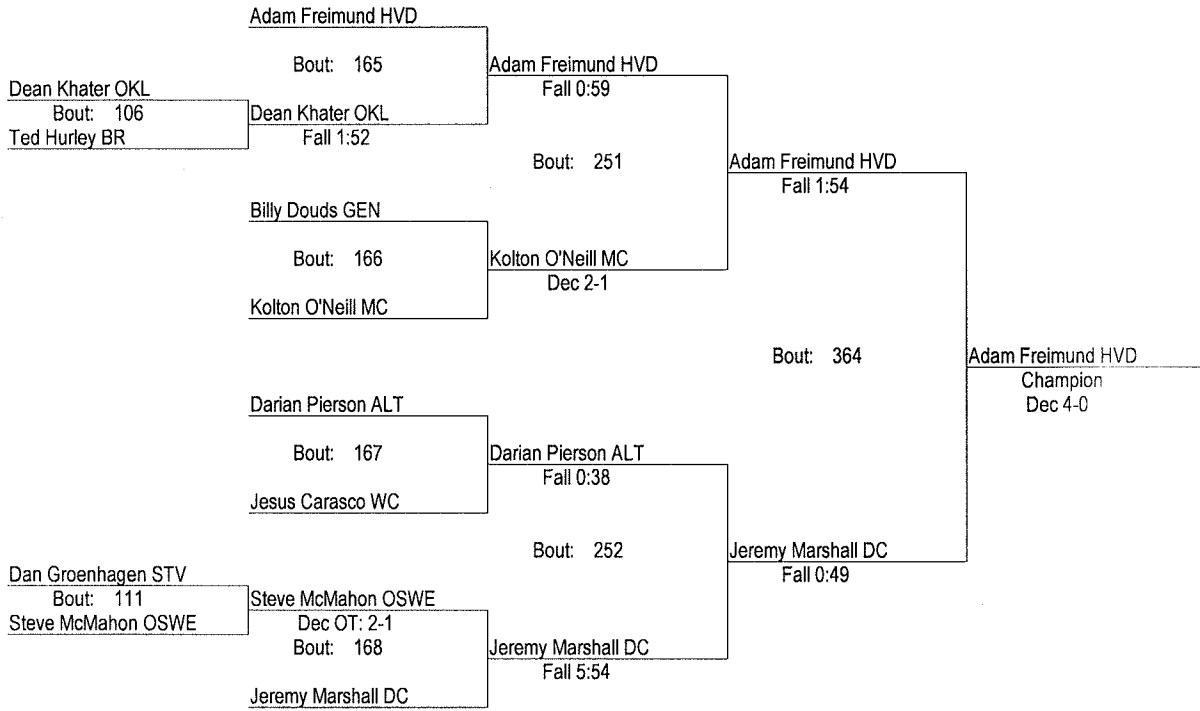 Adam Freimund HVD
Bout: 165
Adam Freimund HVD
Fall 0:59
Dean Khater OKL
Bout: 106
Ted Hurley BR
Dean Khater OKL
Fall 1:52
Bout: 251
Adam Freimund HVD
Fall 1:54
Billy Douds GEN
Bout: 166
Kolton O'Neill MC
Dec 2-1
Kolton O'Neill MC
Bout: 364
Adam Freimund HVD
Champion
Dec 4-0
Darian Pierson ALT
Bout: 167
Darian Pierson ALT
Fall 0:38
Jesus Carasco WC
Bout: 252
Jeremy Marshall DC
Fall 0:49
Dan Groenhagen STV
Bout: 111
Steve McMahon OSWE
Steve McMahon OSWE
Dec OT: 2-1
Bout: 168
Jeremy Marshall DC
Fall 5:54
Jeremy Marshall DC